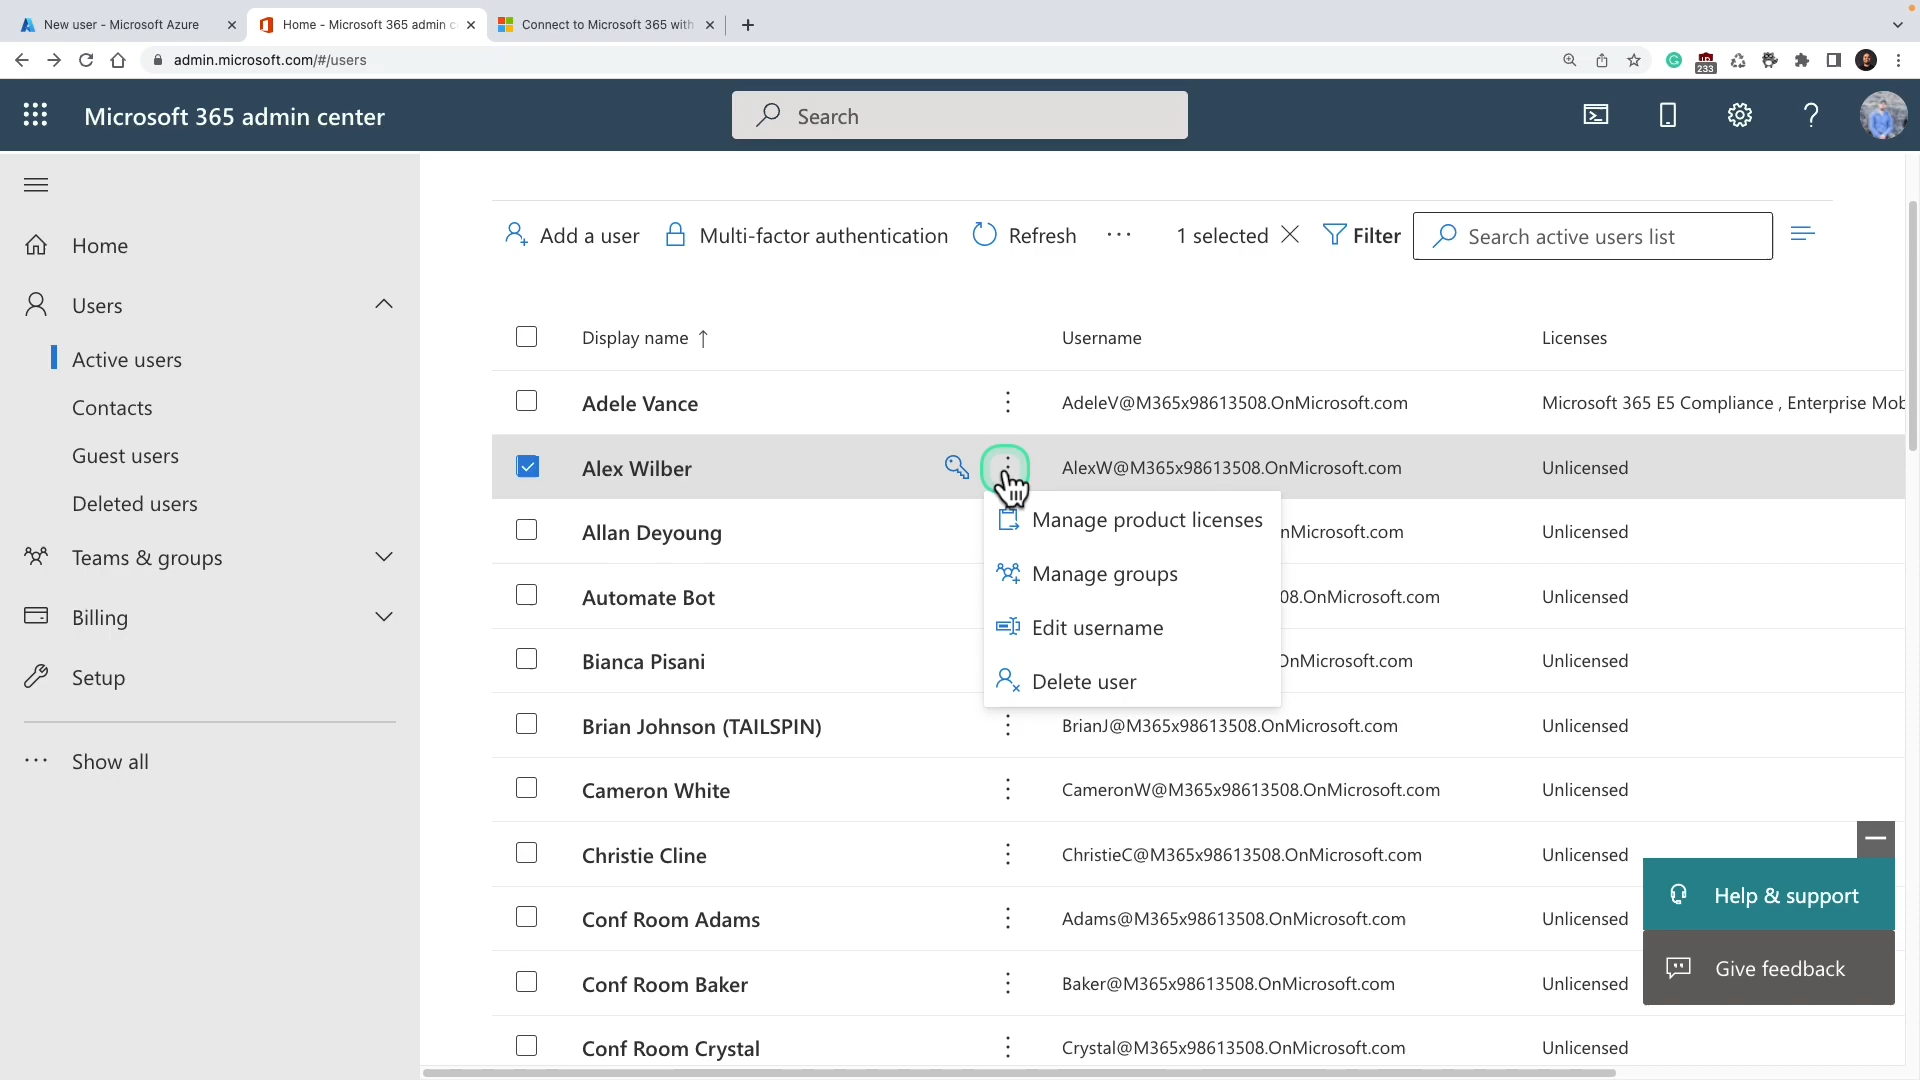 New user - Microsoft Azure
Home - Microsoft 365 admin c
Connect to Microsoft 365 with
admin.microsoft.com/#/users
233
Microsoft 365 admin center
Search
Home
Users
Active users
Contacts
Guest users
Deleted users
Teams & groups
Billing
Setup
Show all
Add a user
Multi-factor authentication
Refresh
1 selected
Filter
Search active users list
Display name ↑
Username
Licenses
Adele Vance
AdeleV@M365x98613508.OnMicrosoft.com
Microsoft 365 E5 Compliance , Enterprise Mob
Alex Wilber
AlexW@M365x98613508.OnMicrosoft.com
Unlicensed
Manage product licenses
Manage groups
Edit username
Delete user
Allan Deyoung
nMicrosoft.com
Unlicensed
Automate Bot
08.OnMicrosoft.com
Unlicensed
Bianca Pisani
OnMicrosoft.com
Unlicensed
Brian Johnson (TAILSPIN)
BrianJ@M365x98613508.OnMicrosoft.com
Unlicensed
Cameron White
CameronW@M365x98613508.OnMicrosoft.com
Unlicensed
Christie Cline
ChristieC@M365x98613508.OnMicrosoft.com
Unlicensed
Conf Room Adams
Adams@M365x98613508.OnMicrosoft.com
Unlicensed
Conf Room Baker
Baker@M365x98613508.OnMicrosoft.com
Unlicensed
Conf Room Crystal
Crystal@M365x98613508.OnMicrosoft.com
Unlicensed
Help & support
Give feedback